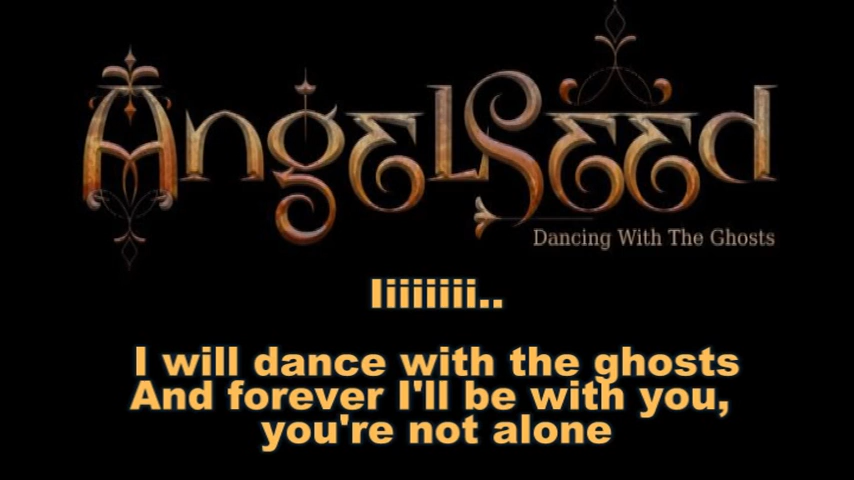 AngelSeed
Dancing With The Ghosts
Iiiiiiii..
I will dance with the ghosts
And forever I'll be with you,
you're not alone